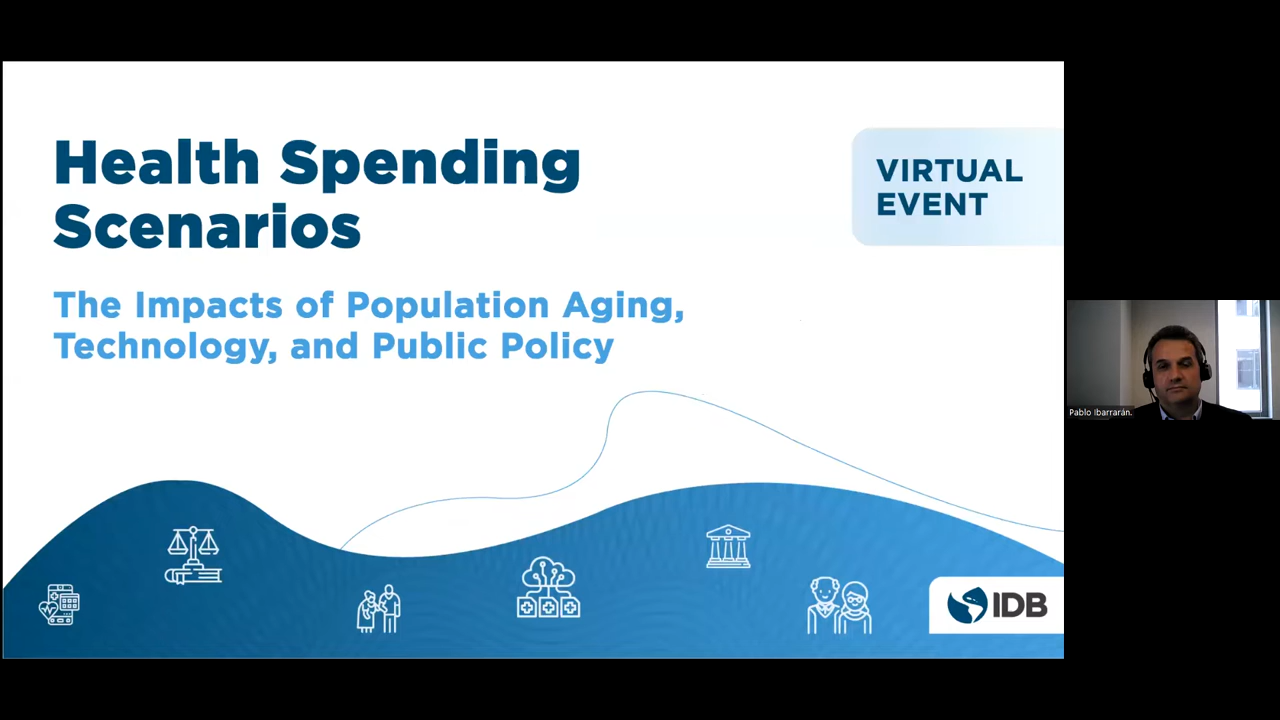 Health Spending
Scenarios
The Impacts of Population Aging,
Technology, and Public Policy
VIRTUAL
EVENT
Pablo Ibarrarán.
IDB